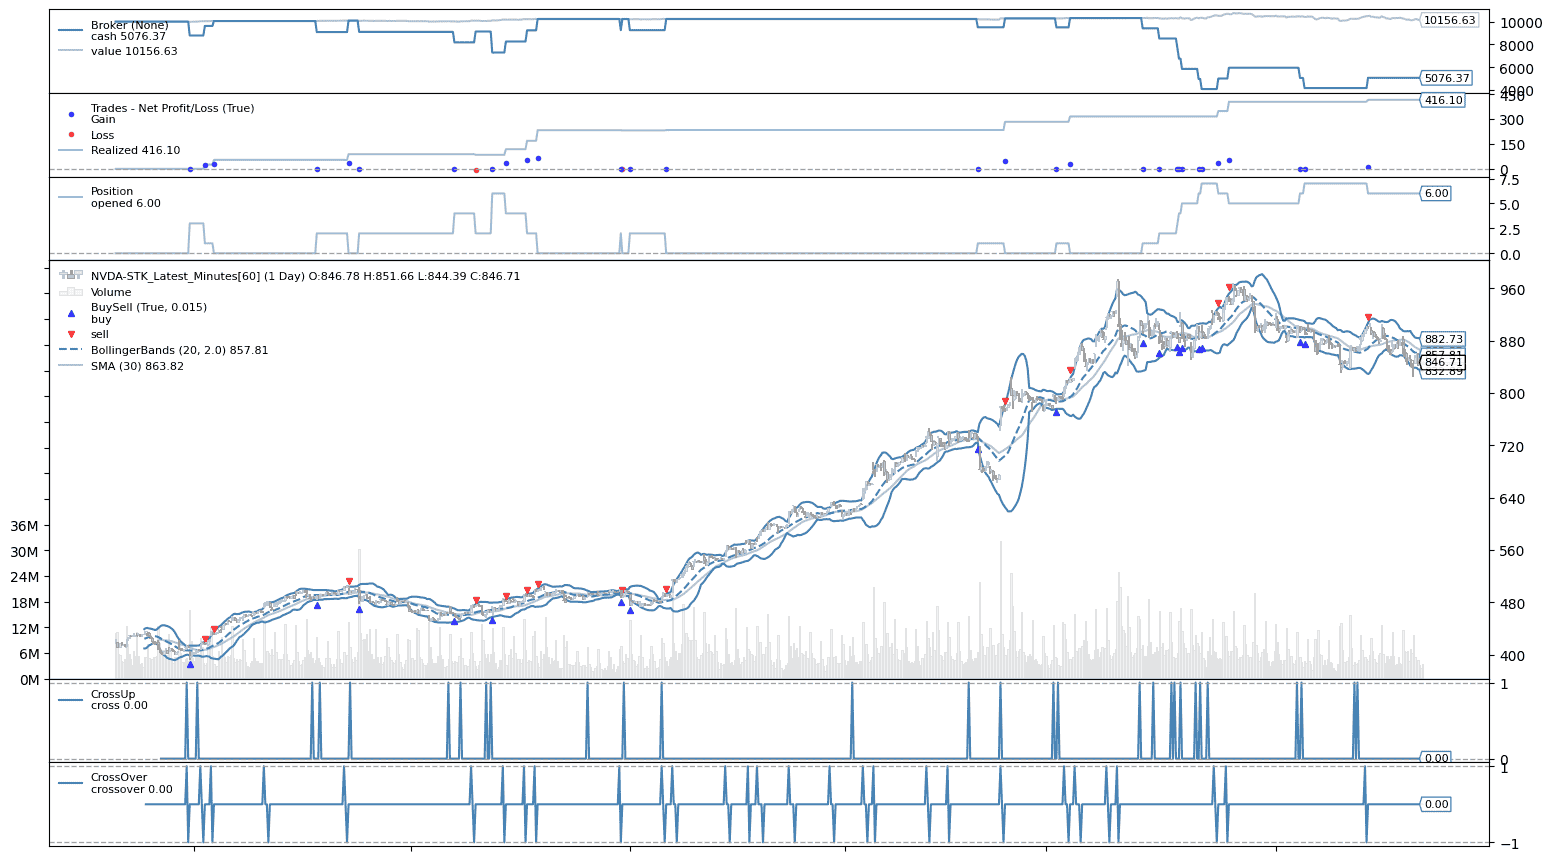 Broker (None)
cash 5076.37
value 10156.63
10156.63
5076.37
10000
8000
6000
4000
Trades - Net Profit/Loss (True)
Gain
Loss
Realized 416.10
416.10
450
300
150
0
Position
opened 6.00
6.00
7.5
5.0
2.5
0.0
NVDA-STK_Latest_Minutes[60] (1 Day) O:846.78 H:851.66 L:844.39 C:846.71
Volume
BuySell (True, 0.015)
buy
sell
BollingerBands (20, 2.0) 857.81
SMA (30) 863.82
960
880
800
720
640
560
480
400
882.73
857.81
846.71
832.89
36M
30M
24M
18M
12M
6M
0M
CrossUp
cross 0.00
1
0
0.00
CrossOver
crossover 0.00
1
0.00
−1